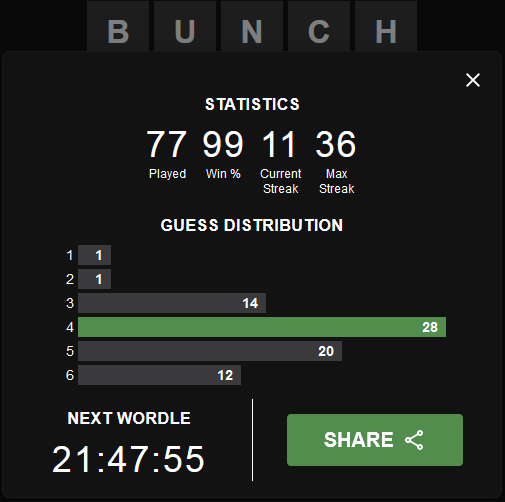 B U N C H
STATISTICS
77 99 11 36
Played Win % Current Streak Max Streak
GUESS DISTRIBUTION
1 1
2 1
3 14
4 28
5 20
6 12
NEXT WORDLE
21:47:55
SHARE